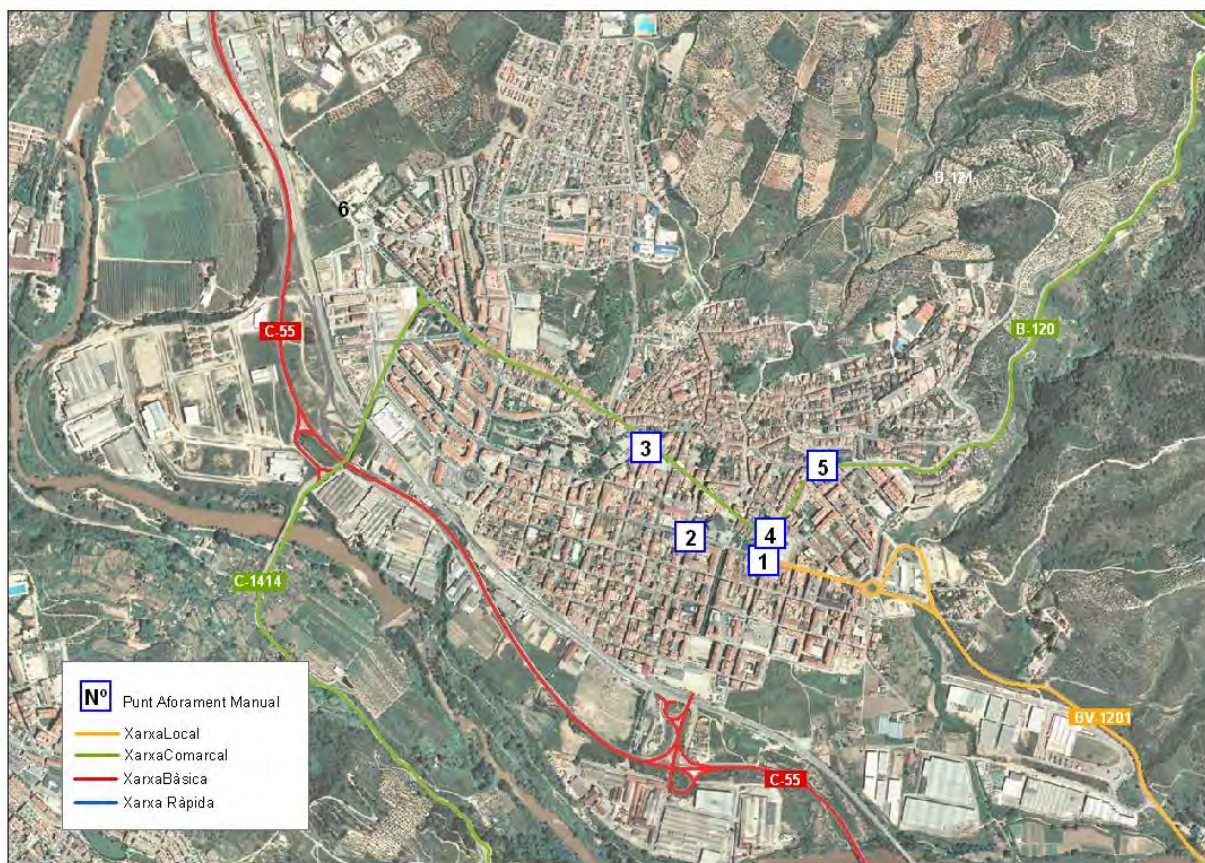 6
B-121
C-55
B-120
3
5
2
4
1
C-1414
Nº Punt Aforament Manual
XarxaLocal
XarxaComarcal
XarxaBàsica
Xarxa Ràpida
BV-1201
C-55